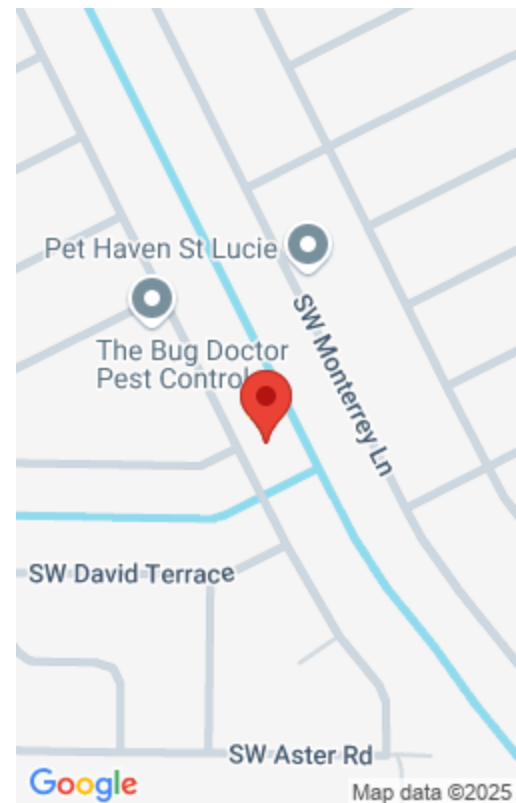 Pet Haven St Lucie
The Bug Doctor
Pest Control
SW Monterrey Ln
SW David Terrace
SW Aster Rd
Google
Map data ©2025